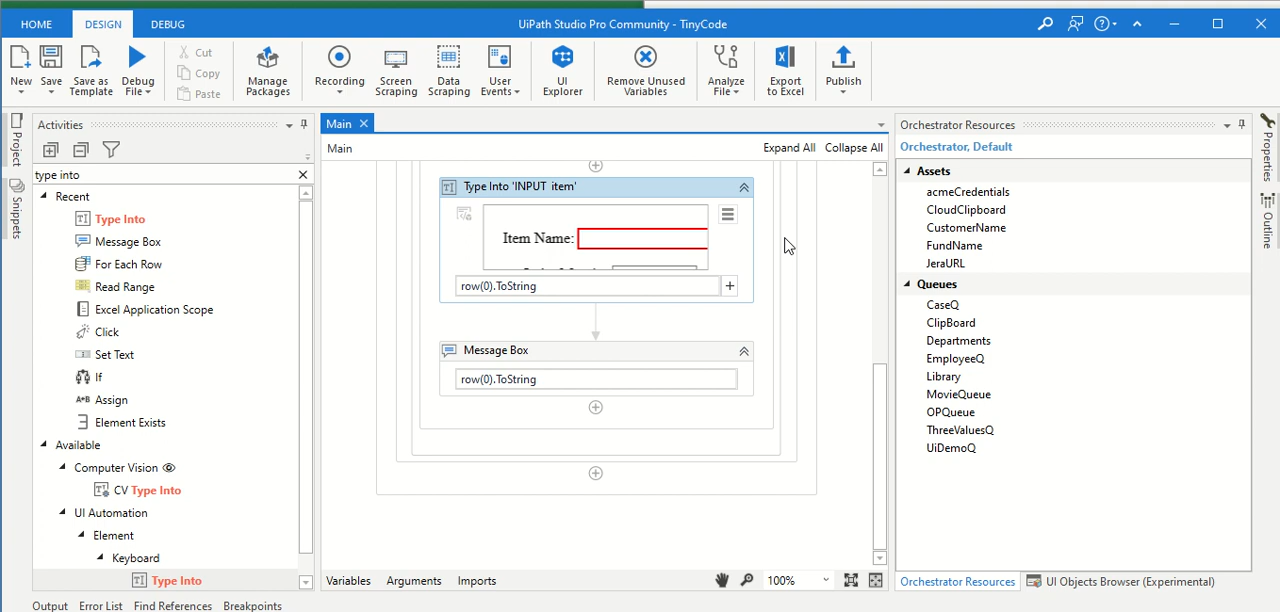 HOME
DESIGN
DEBUG
UiPath Studio Pro Community - TinyCode
New
Save
Save as Template
Debug File
Cut
Copy
Paste
Manage Packages
Recording
Screen Scraping
Data Scraping
User Events
UI Explorer
Remove Unused Variables
Analyze File
Export to Excel
Publish
Project
Snippets
Activities
type into
Recent
Type Into
Message Box
For Each Row
Read Range
Excel Application Scope
Click
Set Text
If
Assign
Element Exists
Available
Computer Vision
CV Type Into
UI Automation
Element
Keyboard
Type Into
Main
Main
Expand All
Collapse All
Type Into 'INPUT item'
Item Name:
row(0).ToString
Message Box
row(0).ToString
Variables
Arguments
Imports
100%
Orchestrator Resources
Orchestrator, Default
Assets
acmeCredentials
CloudClipboard
CustomerName
FundName
JeraURL
Queues
CaseQ
ClipBoard
Departments
EmployeeQ
Library
MovieQueue
OPQueue
ThreeValuesQ
UiDemoQ
Orchestrator Resources
UI Objects Browser (Experimental)
Properties
Outline
Output
Error List
Find References
Breakpoints